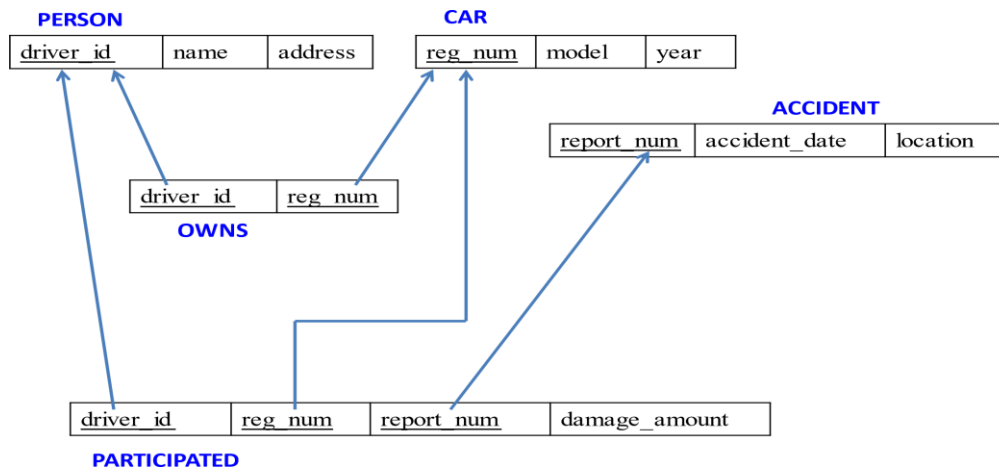 PERSON
driver_id name address
CAR
reg_num model year
ACCIDENT
report_num accident_date location
driver_id reg_num
OWNS
driver_id reg_num report_num damage_amount
PARTICIPATED